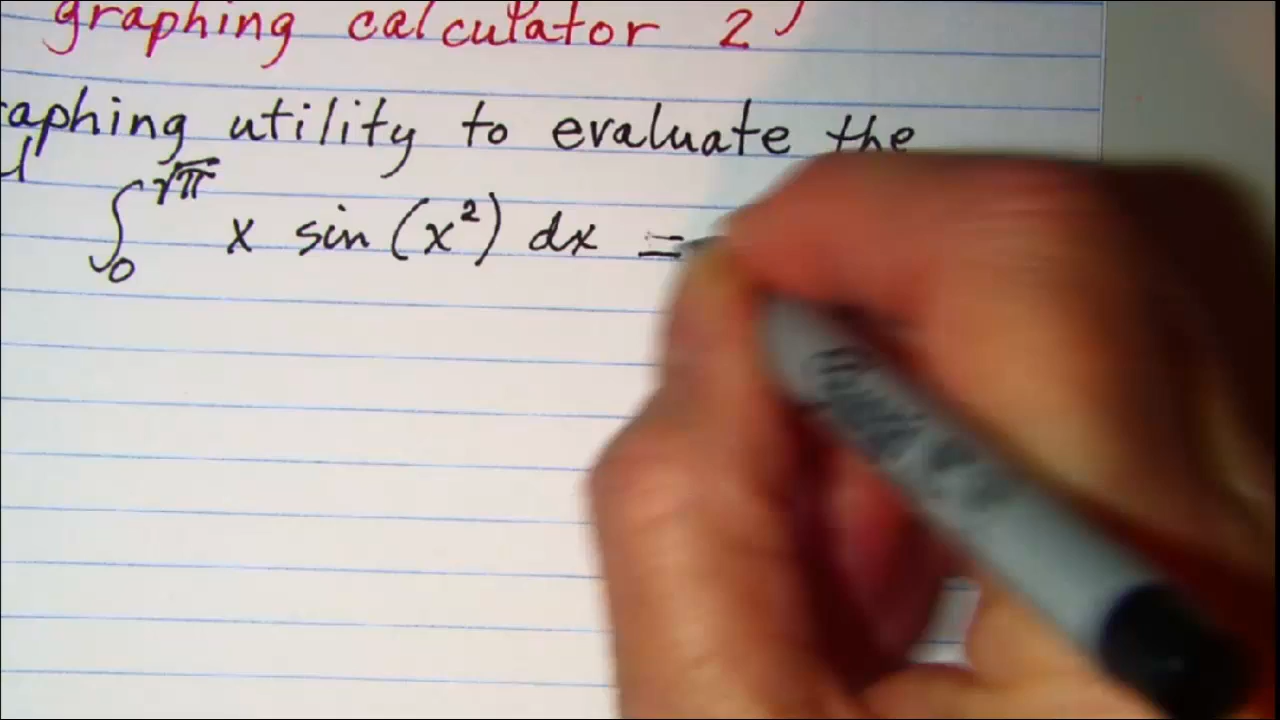 graphing calculator 2)
aphing utility to evaluate the
∫₀^√π x sin (x²) dx =